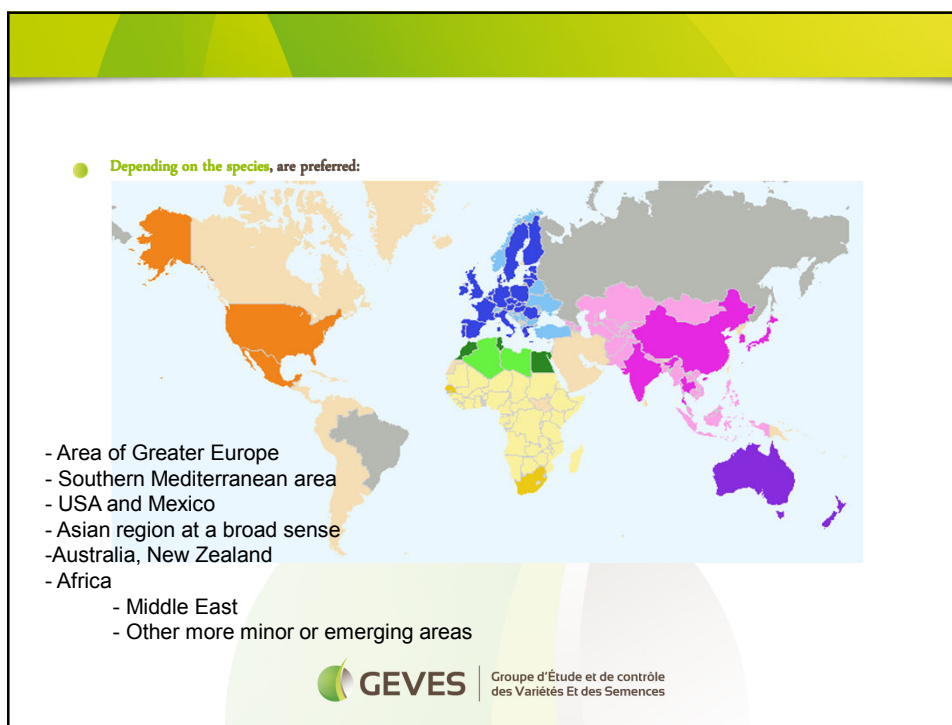 Depending on the species, are preferred:
- Area of Greater Europe
- Southern Mediterranean area
- USA and Mexico
- Asian region at a broad sense
-Australia, New Zealand
- Africa
- Middle East
- Other more minor or emerging areas
GEVES
Groupe d'Étude et de contrôle
des Variétés Et des Semences